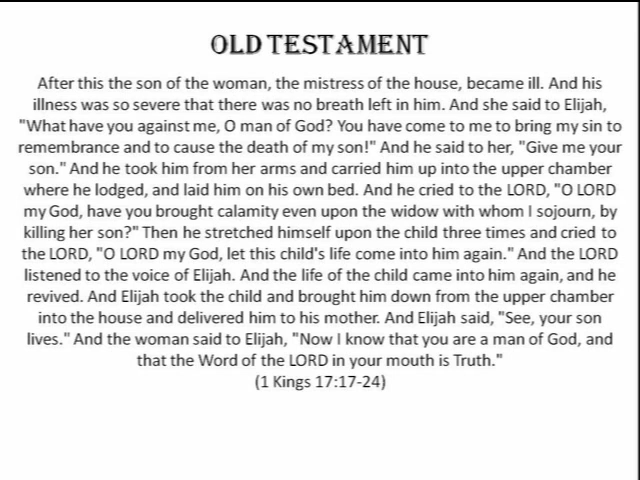 OLD TESTAMENT
After this the son of the woman, the mistress of the house, became ill. And his
illness was so severe that there was no breath left in him. And she said to Elijah,
"What have you against me, O man of God? You have come to me to bring my sin to
remembrance and to cause the death of my son!" And he said to her, "Give me your
son." And he took him from her arms and carried him up into the upper chamber
where he lodged, and laid him on his own bed. And he cried to the LORD, "O LORD
my God, have you brought calamity even upon the widow with whom I sojourn, by
killing her son?" Then he stretched himself upon the child three times and cried to
the LORD, "O LORD my God, let this child's life come into him again." And the LORD
listened to the voice of Elijah. And the life of the child came into him again, and he
revived. And Elijah took the child and brought him down from the upper chamber
into the house and delivered him to his mother. And Elijah said, "See, your son
lives." And the woman said to Elijah, "Now I know that you are a man of God, and
that the Word of the LORD in your mouth is Truth."
(1 Kings 17:17-24)